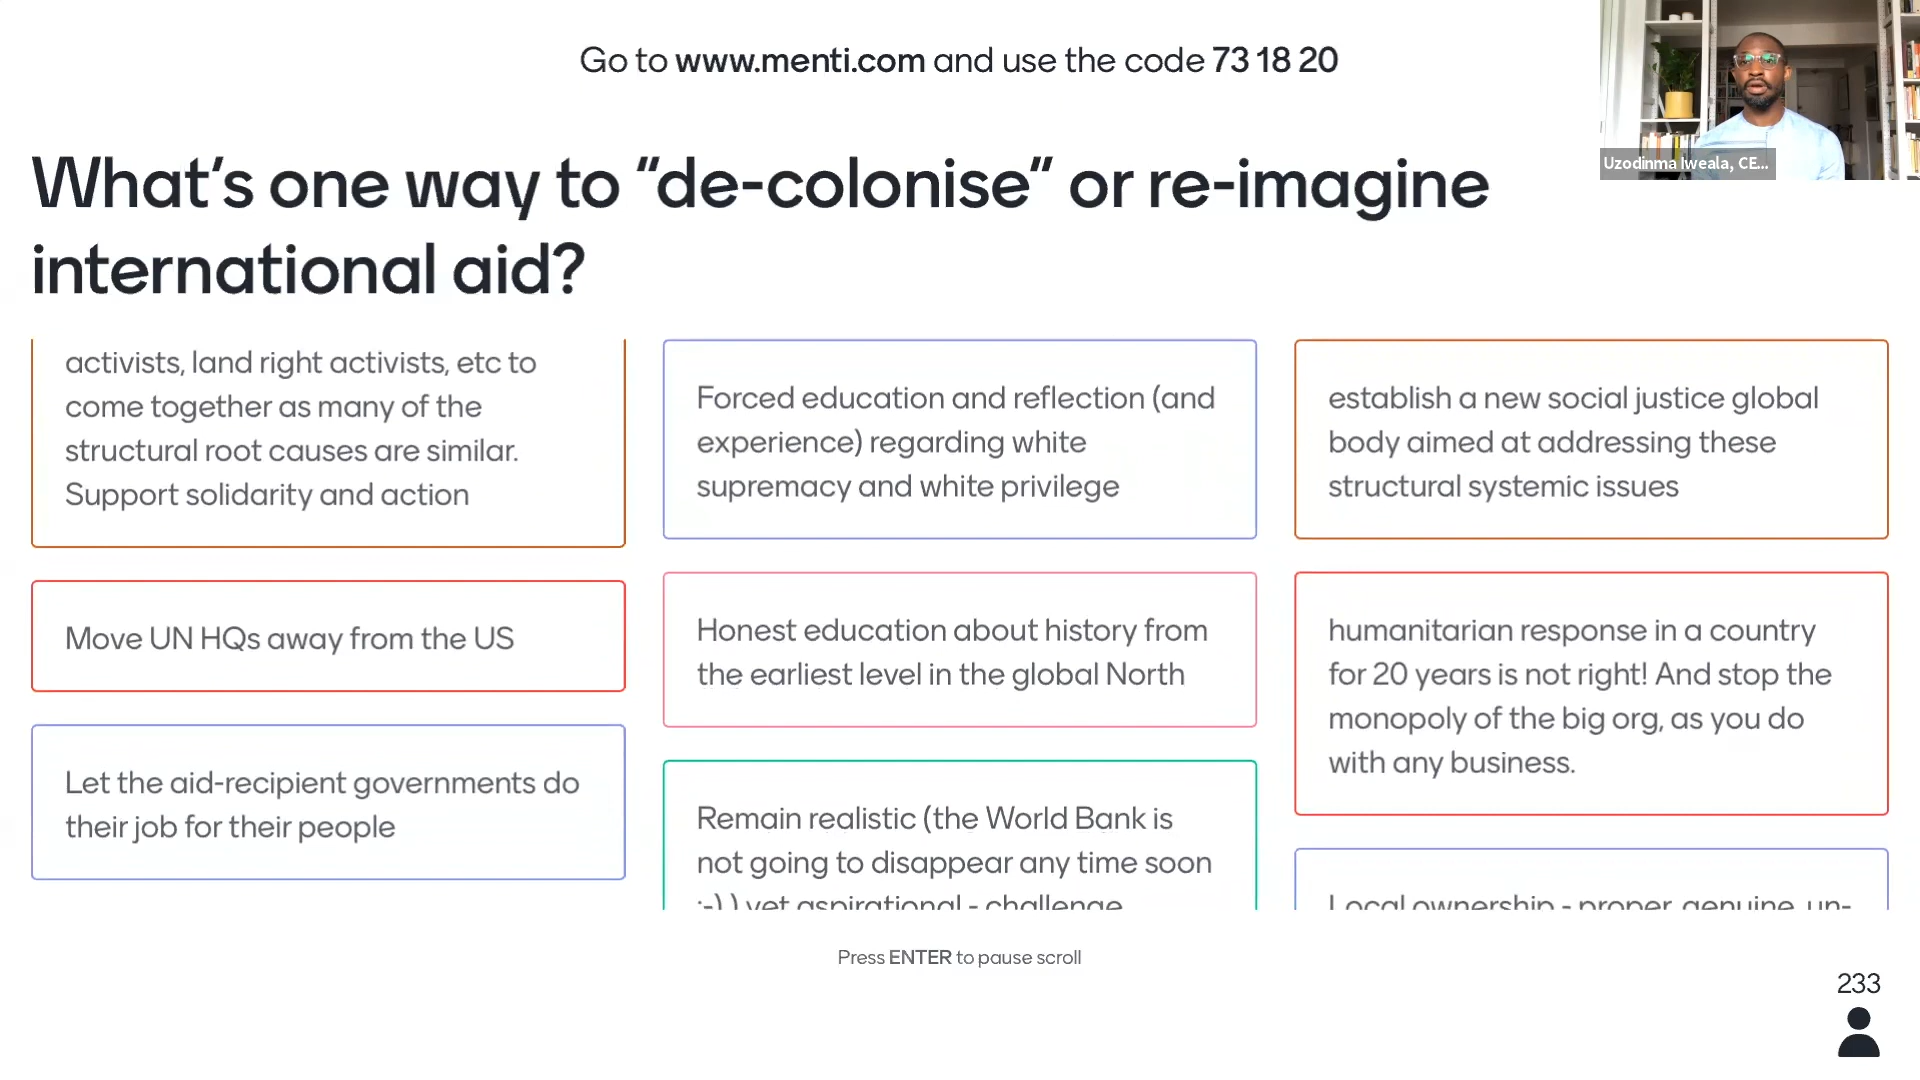 Go to www.menti.com and use the code 73 18 20
Uzodinma Iweala, CE...
What's one way to “de-colonise” or re-imagine
international aid?
activists, land right activists, etc to
come together as many of the
structural root causes are similar.
Support solidarity and action
Move UN HQs away from the US
Let the aid-recipient governments do
their job for their people
Forced education and reflection (and
experience) regarding white
supremacy and white privilege
Honest education about history from
the earliest level in the global North
Remain realistic (the World Bank is
not going to disappear any time soon
:-) ) yet aspirational - challenge
establish a new social justice global
body aimed at addressing these
structural systemic issues
humanitarian response in a country
for 20 years is not right! And stop the
monopoly of the big org, as you do
with any business.
Local ownership - proper, genuine, un-
Press ENTER to pause scroll
233